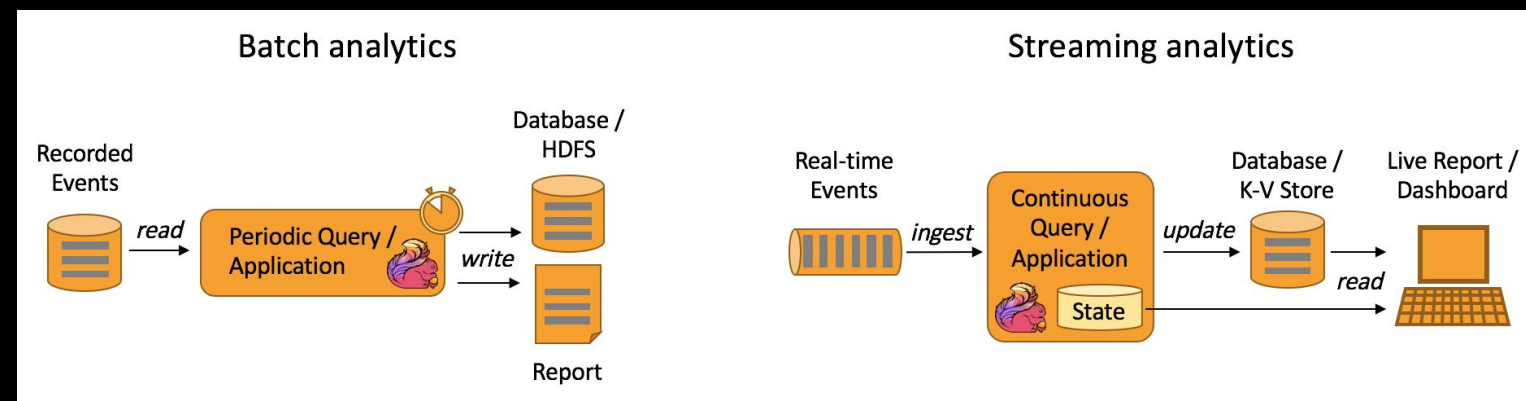 Batch analytics
Recorded
Events
read
Periodic Query /
Application
write
Database /
HDFS
Report
Streaming analytics
Real-time
Events
ingest
Continuous
Query /
Application
State
update
Database /
K-V Store
read
Live Report /
Dashboard